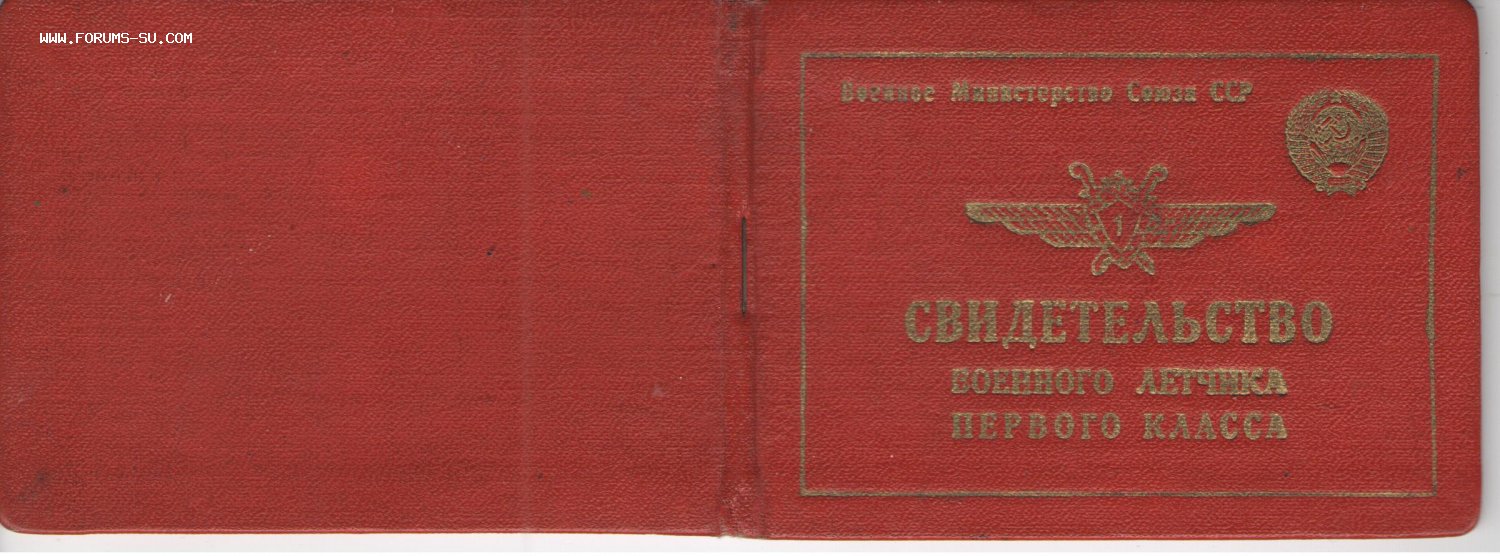 WWW.FORUMS-SU.COM
Военное Министерство Союза ССР
1
СВИДЕТЕЛЬСТВО
ВОЕННОГО ЛЕТЧИКА
ПЕРВОГО КЛАССА